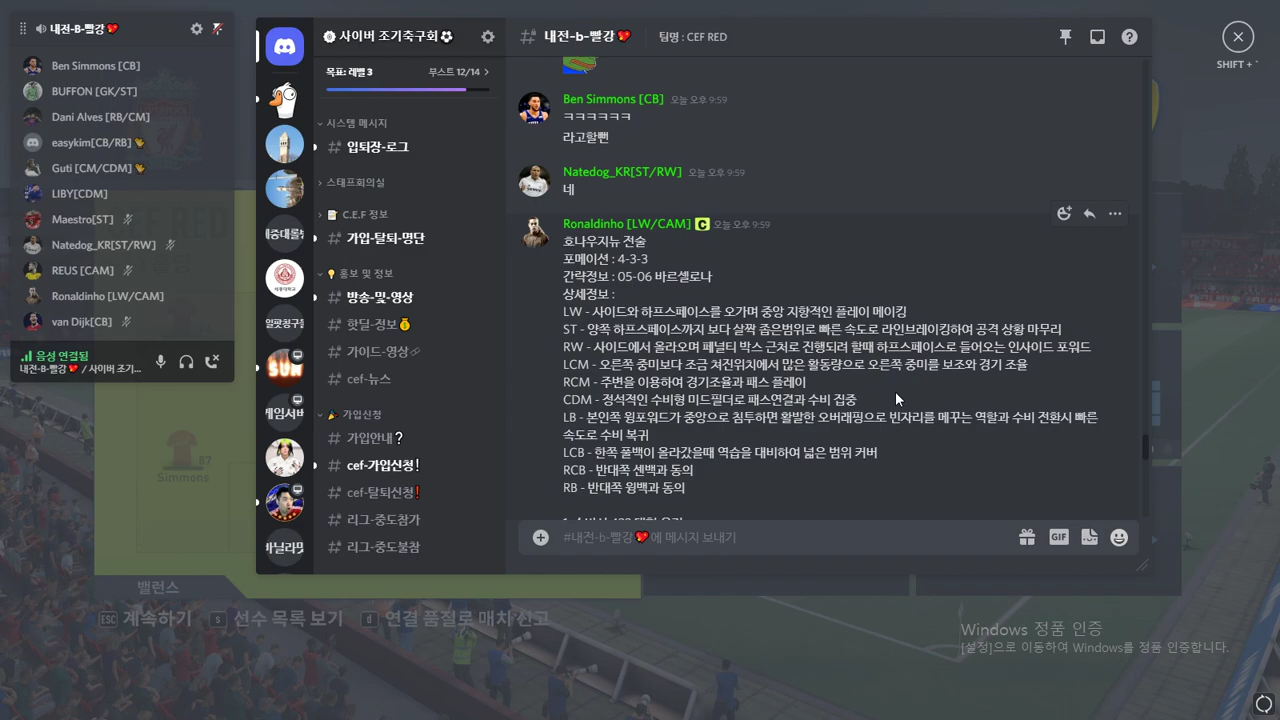 내전-B-빨강
Ben Simmons [CB]
BUFFON [GK/ST]
Dani Alves [RB/CM]
easykim[CB/RB]
Guti [CM/CDM]
LIBY[CDM]
Maestro[ST]
Natedog_KR[ST/RW]
REUS [CAM]
Ronaldinho [LW/CAM]
van Dijk[CB]
음성 연결됨
내전-B-빨강 / 사이버 조기...
사이버 조기축구회
목표: 레벨 3
부스트 12/14
시스템 메시지
입퇴장-로그
스태프회의실
C.E.F 정보
가입-탈퇴-명단
홍보 및 정보
방송-및-영상
핫딜-정보
가이드-영상
cef-뉴스
가입신청
가입안내?
cef-가입신청!
cef-탈퇴신청!
리그-중도참가
리그-중도불참
내전-b-빨강
팀명 : CEF RED
Ben Simmons [CB] 오늘 오후 9:59
ㅋㅋㅋㅋㅋㅋ
라고할뻔
Natedog_KR[ST/RW] 오늘 오후 9:59
네
Ronaldinho [LW/CAM] C 오늘 오후 9:59
호나우지뉴 전술
포메이션 : 4-3-3
간략정보 : 05-06 바르셀로나
상세정보 :
LW - 사이드와 하프스페이스를 오가며 중앙 지향적인 플레이 메이킹
ST - 양쪽 하프스페이스까지 보다 살짝 좁은범위로 빠른 속도로 라인브레이킹하여 공격 상황 마무리
RW - 사이드에서 올라오며 페널티 박스 근처로 진행되려 할때 하프스페이스로 들어오는 인사이드 포워드
LCM - 오른쪽 중미보다 조금 쳐진위치에서 많은 활동량으로 오른쪽 중미를 보조와 경기 조율
RCM - 주변을 이용하여 경기조율과 패스 플레이
CDM - 정석적인 수비형 미드필더로 패스연결과 수비 집중
LB - 본인쪽 윙포워드가 중앙으로 침투하면 활발한 오버래핑으로 빈자리를 메꾸는 역할과 수비 전환시 빠른
속도로 수비 복귀
LCB - 한쪽 풀백이 올라갔을때 역습을 대비하여 넓은 범위 커버
RCB - 반대쪽 센백과 동의
RB - 반대쪽 윙백과 동의
#내전-b-빨강에 메시지 보내기
GIF
SHIFT + `
87
Simmons
밸런스
ESC 계속하기
s 선수 목록 보기
d 연결 품질로 매치 신고
Windows 정품 인증
[설정]으로 이동하여 Windows를 정품 인증합니다.